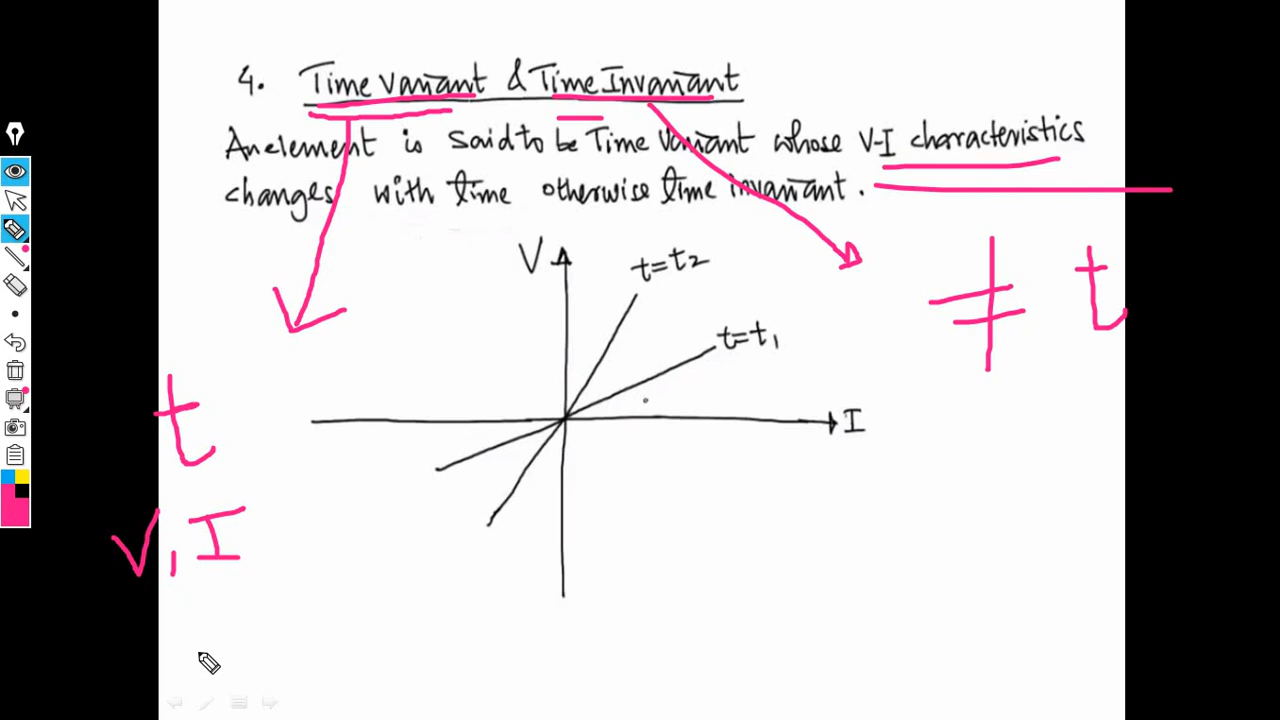 4. Time Variant & Time Invariant
An element is said to be Time Variant whose V-I characteristics
changes with time otherwise time invariant.
V
t=t2
t=t1
I
≠ t
t
V, I